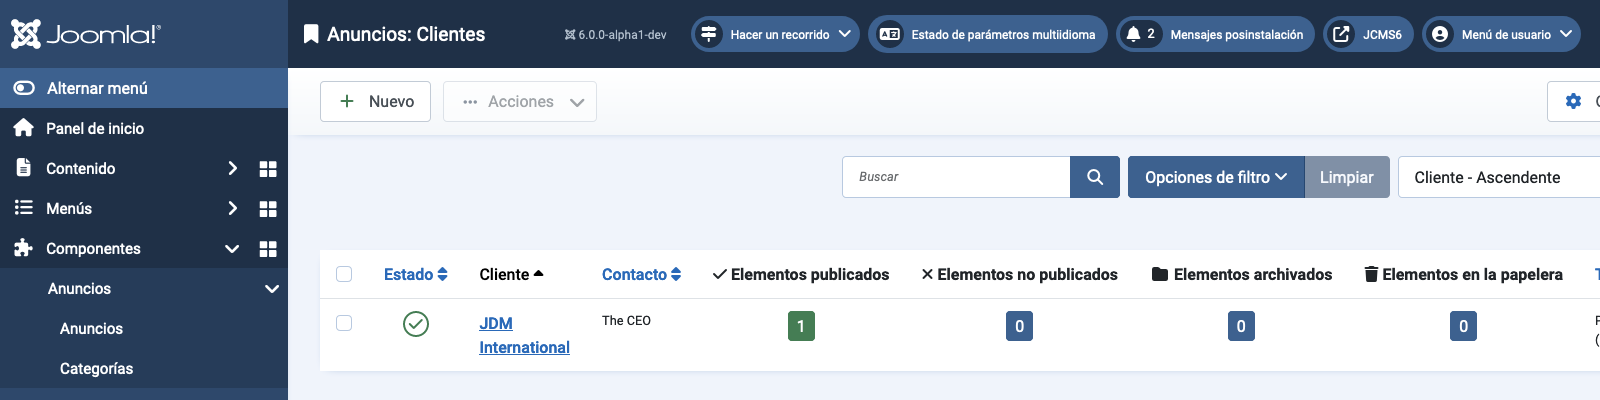 Joomla!®
Anuncios: Clientes
6.0.0-alpha1-dev
Hacer un recorrido
Estado de parámetros multiidioma
2 Mensajes posinstalación
JCMS6
Menú de usuario
Alternar menú
Panel de inicio
Contenido
Menús
Componentes
Anuncios
Anuncios
Categorías
Nuevo
Acciones
Buscar
Opciones de filtro
Limpiar
Cliente - Ascendente
Estado
Cliente
Contacto
Elementos publicados
Elementos no publicados
Elementos archivados
Elementos en la papelera
JDM
International
The CEO
1
0
0
0